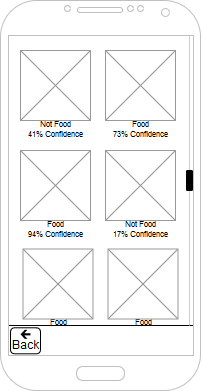 Not Food
41% Confidence
Food
73% Confidence
Food
94% Confidence
Not Food
17% Confidence
Food
Food
Back